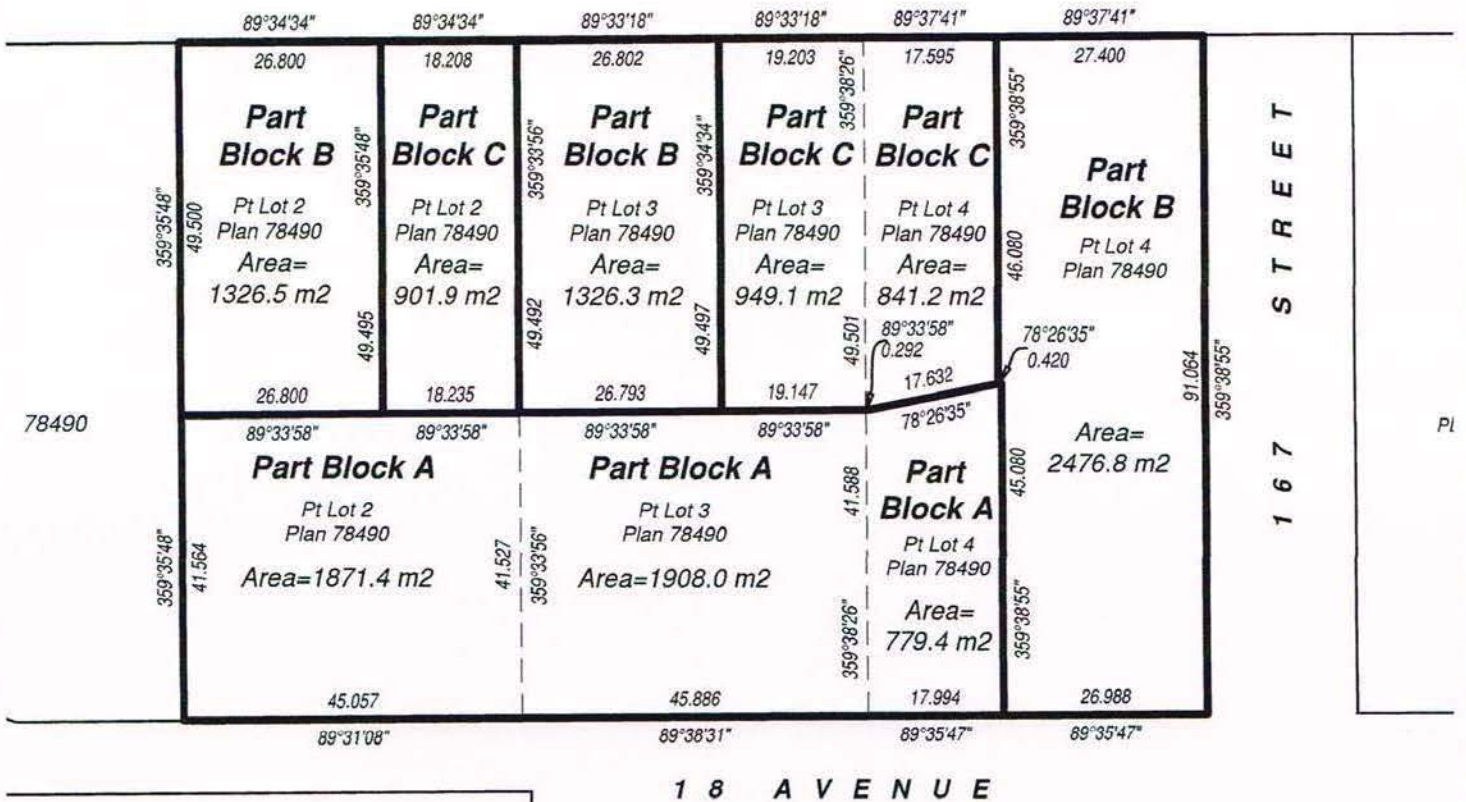 89°34'34" 89°34'34" 89°33'18" 89°33'18" 89°37'41" 89°37'41"
26.800 18.208 26.802 19.203 17.595 27.400
359°38'26"
359°38'55"
Part
Block B
Part
Block C
Part
Block B
Part
Block C
Part
Block C
359°35'48"
359°33'56"
359°34'34"
Part
Block B
Pt Lot 4
Plan 78490
Area=
2476.8 m2
359°35'48"
49.500
Pt Lot 2
Plan 78490
Area=
1326.5 m2
Pt Lot 2
Plan 78490
Area=
901.9 m2
Pt Lot 3
Plan 78490
Area=
1326.3 m2
Pt Lot 3
Plan 78490
Area=
949.1 m2
Pt Lot 4
Plan 78490
Area=
841.2 m2
46.080
49.495
49.492
49.497
49.501
89°33'58"
0.292
78°26'35"
0.420
91.064
359°38'55"
26.800 18.235 26.793 19.147 17.632
78490
89°33'58" 89°33'58" 89°33'58" 89°33'58" 78°26'35"
Part Block A
Pt Lot 2
Plan 78490
Area=1871.4 m2
Part Block A
Pt Lot 3
Plan 78490
Area=1908.0 m2
Part
Block A
Pt Lot 4
Plan 78490
Area=
779.4 m2
359°35'48"
41.564
41.527
359°33'56"
41.588
359°38'26"
45.080
359°38'55"
45.057 45.886 17.994 26.988
89°31'08" 89°38'31" 89°35'47" 89°35'47"
167 STREET
18 AVENUE